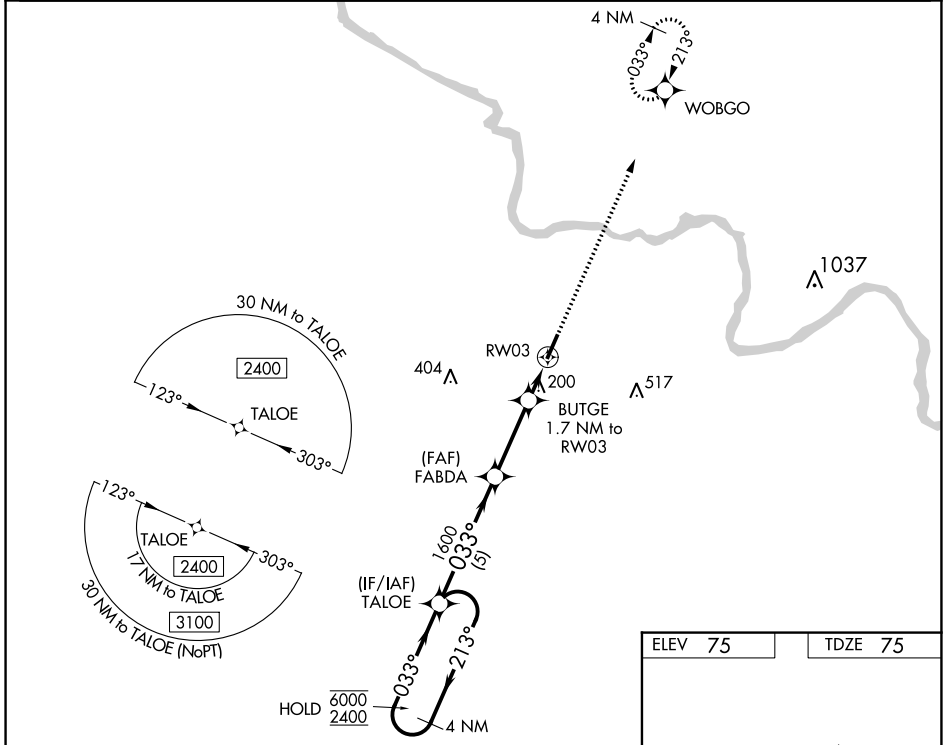 4 NM
033°
213°
WOBGO
1037
30 NM to TALOE
2400
123°
TALOE
303°
RW03
404
200
517
BUTGE
1.7 NM to
RW03
(FAF)
FABDA
123°
TALOE
303°
2400
17 NM to TALOE
3100
30 NM to TALOE (NoPT)
1600
033°
(5)
(IF/IAF)
TALOE
033°
213°
HOLD 6000
2400
4 NM
ELEV 75
TDZE 75